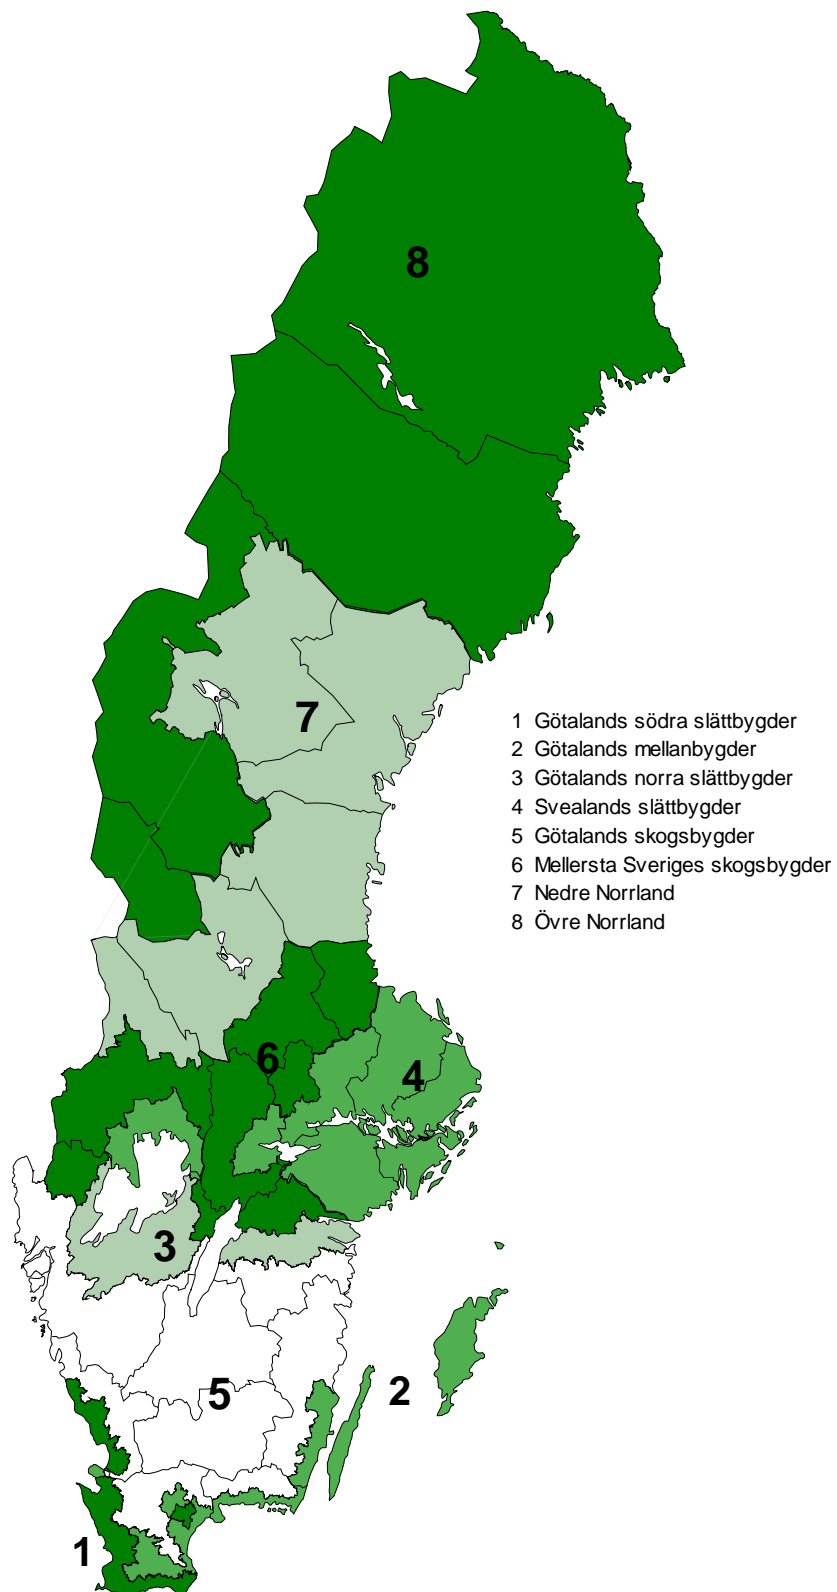 8
7
1 Götalands södra slättbygder
2 Götalands mellanbygder
3 Götalands norra slättbygder
4 Svealands slättbygder
5 Götalands skogsbygder
6 Mellersta Sveriges skogsbygder
7 Nedre Norrland
8 Övre Norrland
6
4
3
2
5
1